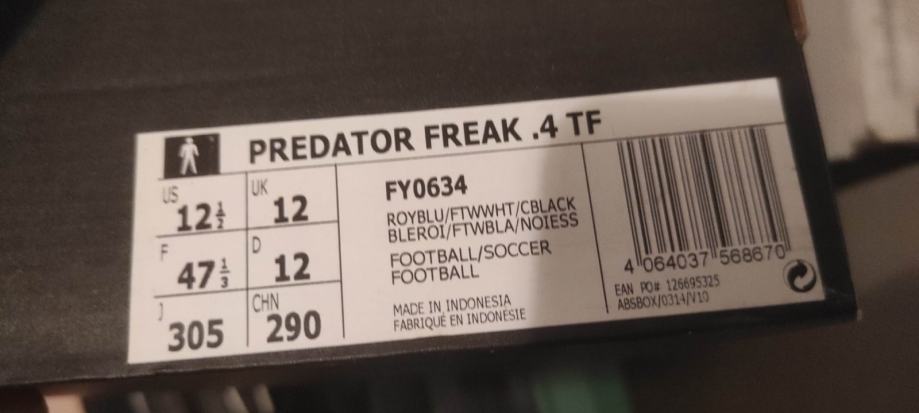 PREDATOR FREAK .4 TF
US 12½
UK 12
F 47⅓
D 12
J 305
CHN 290
FY0634
ROYBLU/FTWWHT/CBLACK
BLEROI/FTWBLA/NOIESS
FOOTBALL/SOCCER
FOOTBALL
MADE IN INDONESIA
FABRIQUÉ EN INDONESIE
4 064037 568670
EAN PO# 126695325
ABSBOX/0314/V10